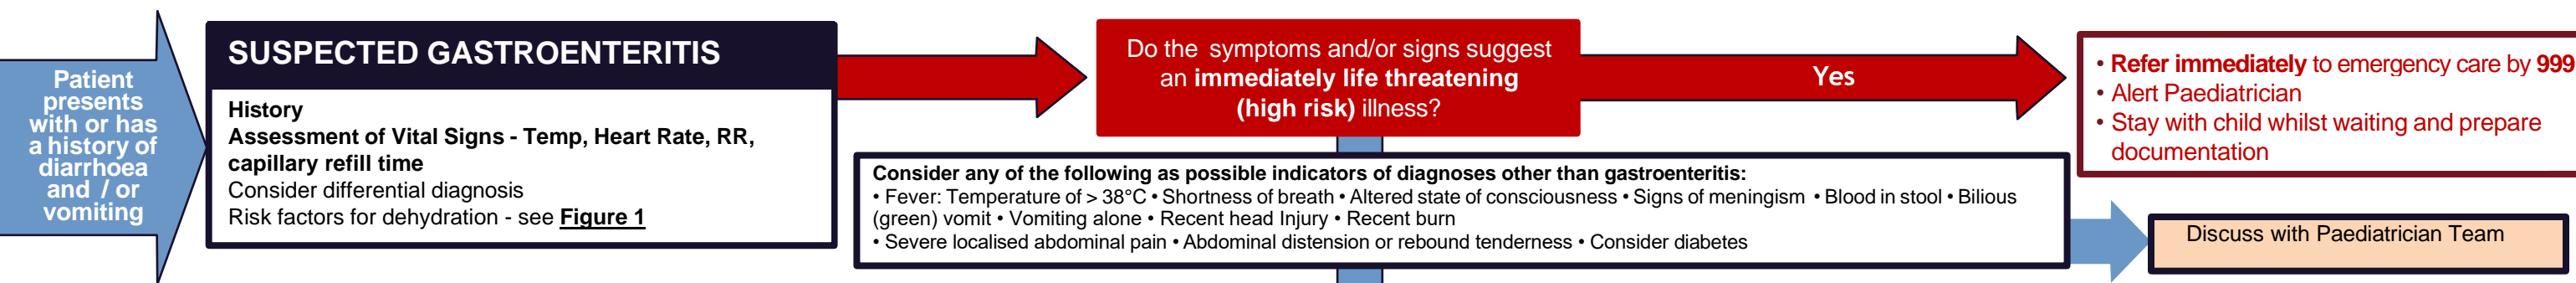 Patient
presents
with or has
a history of
diarrhoea
and / or
vomiting
SUSPECTED GASTROENTERITIS
History
Assessment of Vital Signs - Temp, Heart Rate, RR,
capillary refill time
Consider differential diagnosis
Risk factors for dehydration - see Figure 1
Do the symptoms and/or signs suggest
an immediately life threatening
(high risk) illness?
Yes
• Refer immediately to emergency care by 999
• Alert Paediatrician
• Stay with child whilst waiting and prepare
documentation
Consider any of the following as possible indicators of diagnoses other than gastroenteritis:
• Fever: Temperature of > 38°C • Shortness of breath • Altered state of consciousness • Signs of meningism • Blood in stool • Bilious
(green) vomit • Vomiting alone • Recent head Injury • Recent burn
• Severe localised abdominal pain • Abdominal distension or rebound tenderness • Consider diabetes
Discuss with Paediatrician Team